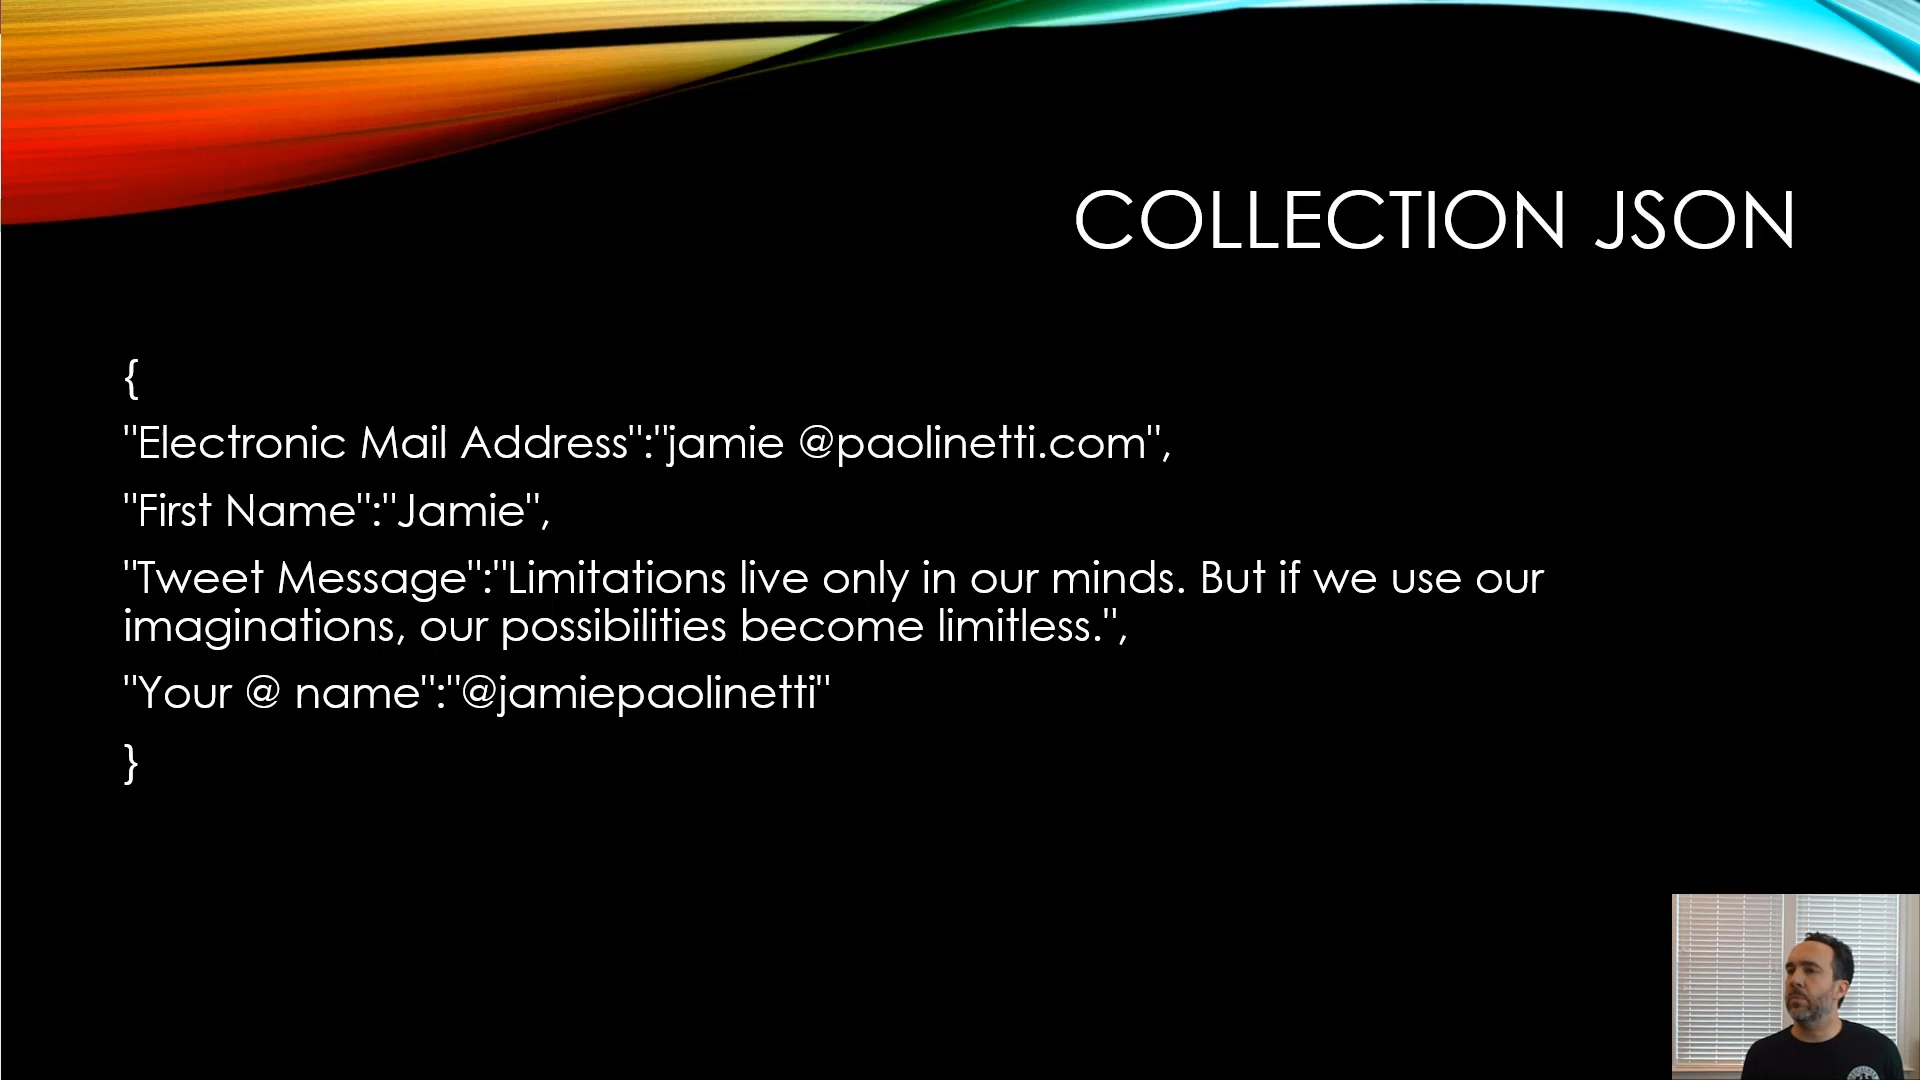 COLLECTION JSON
{
"Electronic Mail Address":"jamie @paolinetti.com",
"First Name":"Jamie",
"Tweet Message":"Limitations live only in our minds. But if we use our
imaginations, our possibilities become limitless.",
"Your @ name":"@jamiepaolinetti"
}